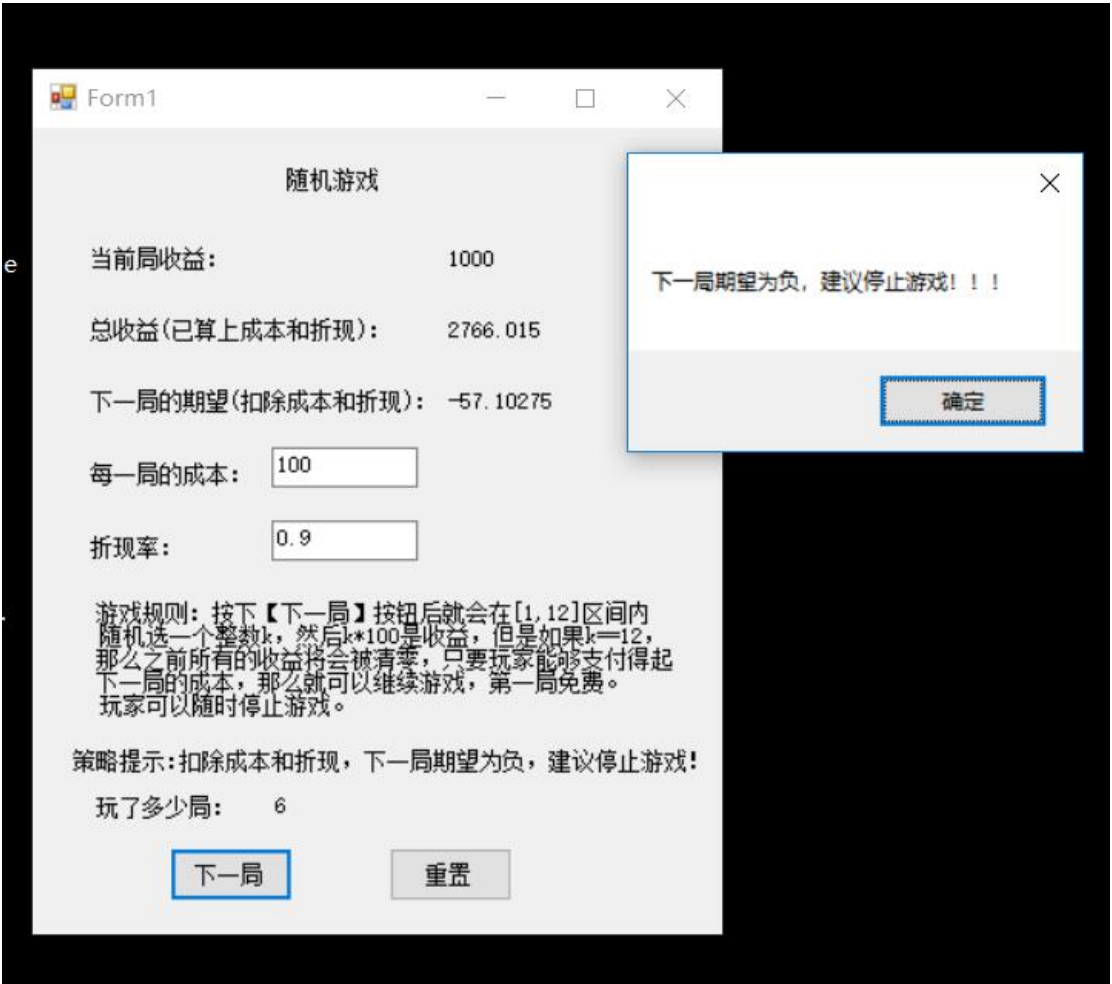 Form1
随机游戏
当前局收益: 1000
e
下一局期望为负，建议停止游戏！！！
总收益(已算上成本和折现): 2766.015
下一局的期望(扣除成本和折现): -57.10275
确定
每一局的成本: 100
折现率: 0.9
游戏规则: 按下【下一局】按钮后就会在[1,12]区间内
随机选一个整数k，然后k*100是收益，但是如果k==12，
那么之前所有的收益将会被清零，只要玩家能够支付得起
下一局的成本，那么就可以继续游戏，第一局免费。
玩家可以随时停止游戏。
策略提示:扣除成本和折现，下一局期望为负，建议停止游戏!
玩了多少局: 6
下一局 重置